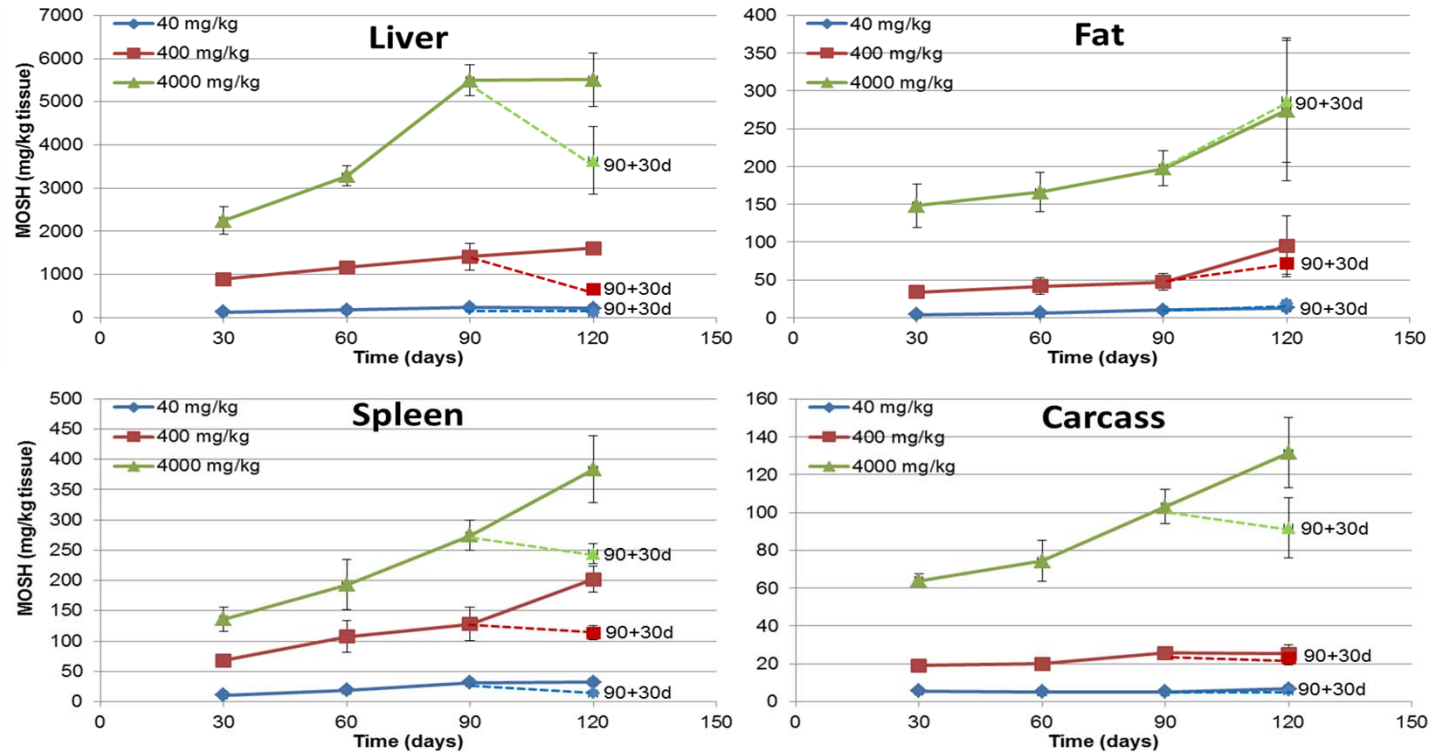 Liver
40 mg/kg
400 mg/kg
4000 mg/kg
MOSH (mg/kg tissue)
7000
6000
5000
4000
3000
2000
1000
0
90+30d
90+30d
90+30d
0 30 60 90 120 150
Time (days)
Fat
40 mg/kg
400 mg/kg
4000 mg/kg
400
350
300
250
200
150
100
50
0
90+30d
90+30d
90+30d
0 30 60 90 120 150
Time (days)
Spleen
40 mg/kg
400 mg/kg
4000 mg/kg
MOSH (mg/kg tissue)
500
450
400
350
300
250
200
150
100
50
0
90+30d
90+30d
90+30d
0 30 60 90 120 150
Time (days)
Carcass
40 mg/kg
400 mg/kg
4000 mg/kg
160
140
120
100
80
60
40
20
0
90+30d
90+30d
90+30d
0 30 60 90 120 150
Time (days)